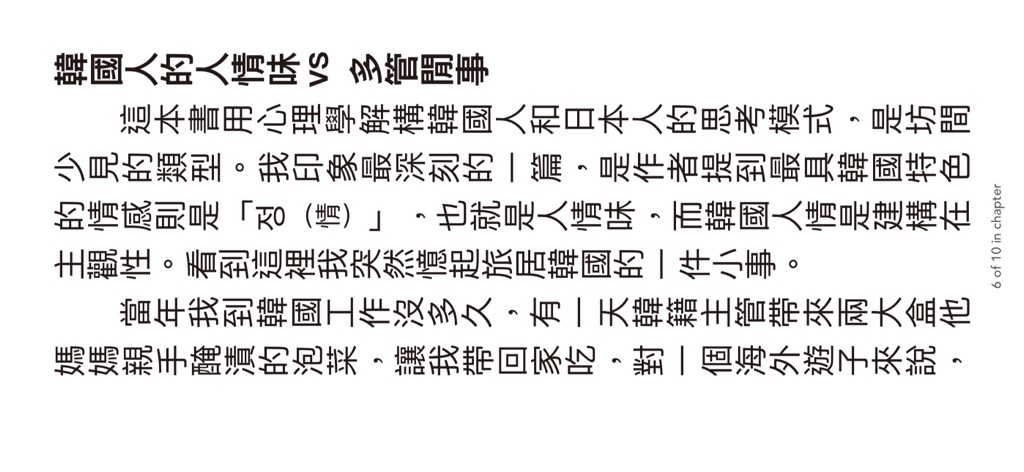 韓國人的人情味 vs 多管閒事
這本書用心理學解構韓國人和日本人的思考模式，是坊間
少見的類型。我印象最深刻的一篇，是作者提到最具韓國特色
的情感則是「정（情）」，也就是人情味，而韓國人情是建構在
主觀性。看到這裡我突然憶起旅居韓國的一件小事。
當年我到韓國工作沒多久，有一天韓籍主管帶來兩大盒他
媽媽親手醃漬的泡菜，讓我帶回家吃，對一個海外遊子來說，
6 of 10 in chapter